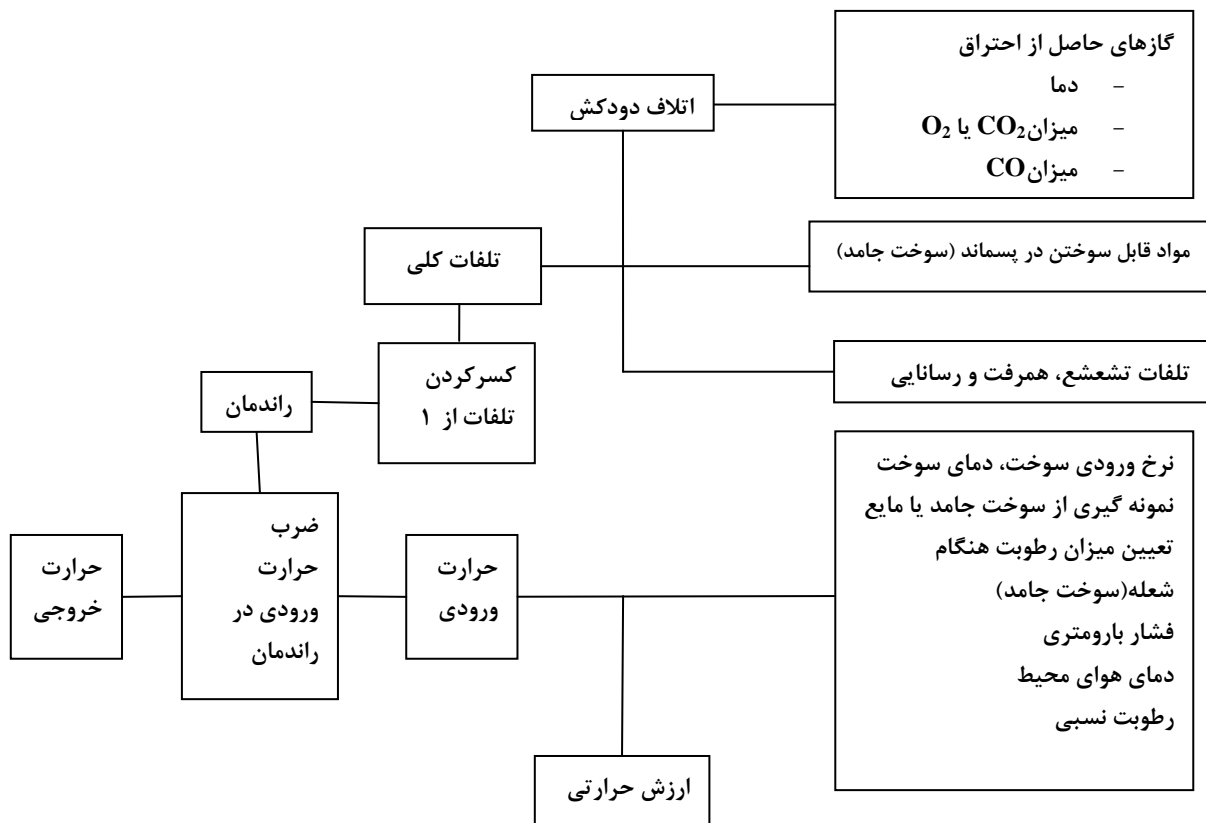 گازهای حاصل از احتراق
- دما
- میزان CO2 یا O2
- میزان CO
اتلاف دودکش
مواد قابل سوختن در پسماند (سوخت جامد)
تلفات کلی
تلفات تشعشع، همرفت و رسانایی
کسرکردن
تلفات از ۱
راندمان
نرخ ورودی سوخت، دمای سوخت
نمونه گیری از سوخت جامد یا مایع
تعیین میزان رطوبت هنگام
شعله(سوخت جامد)
فشار بارومتری
دمای هوای محیط
رطوبت نسبی
حرارت
ورودی
ضرب
حرارت
ورودی در
راندمان
حرارت
خروجی
ارزش حرارتی